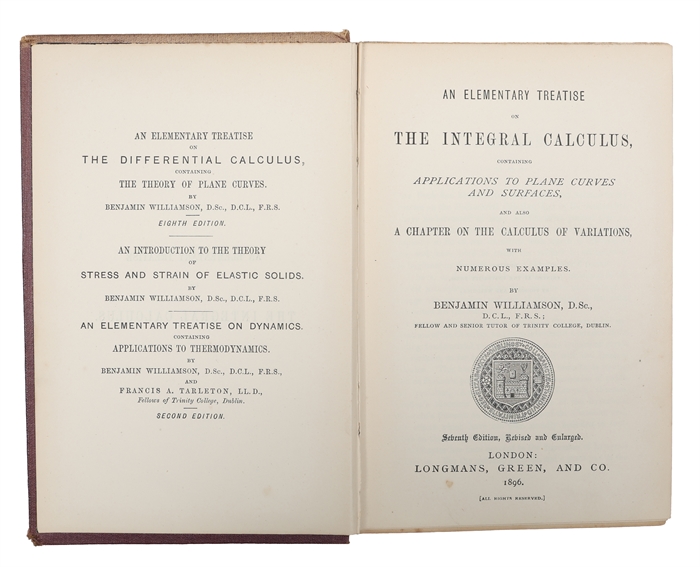 AN ELEMENTARY TREATISE
ON
THE DIFFERENTIAL CALCULUS,
CONTAINING
THE THEORY OF PLANE CURVES.
BY
BENJAMIN WILLIAMSON, D.Sc., D.C.L., F.R.S.
EIGHTH EDITION.
AN INTRODUCTION TO THE THEORY
OF
STRESS AND STRAIN OF ELASTIC SOLIDS.
BY
BENJAMIN WILLIAMSON, D.Sc., D.C.L., F.R.S.
AN ELEMENTARY TREATISE ON DYNAMICS.
CONTAINING
APPLICATIONS TO THERMODYNAMICS.
BY
BENJAMIN WILLIAMSON, D.Sc., D.C.L., F.R.S.,
AND
FRANCIS A. TARLETON, LL.D.,
Fellows of Trinity College, Dublin.
SECOND EDITION.
AN ELEMENTARY TREATISE
ON
THE INTEGRAL CALCULUS,
CONTAINING
APPLICATIONS TO PLANE CURVES
AND SURFACES,
AND ALSO
A CHAPTER ON THE CALCULUS OF VARIATIONS,
WITH
NUMEROUS EXAMPLES.
BY
BENJAMIN WILLIAMSON, D.Sc.,
D.C.L., F.R.S.;
FELLOW AND SENIOR TUTOR OF TRINITY COLLEGE, DUBLIN.
Seventh Edition, Revised and Enlarged.
LONDON:
LONGMANS, GREEN, AND CO.
1896.
[ALL RIGHTS RESERVED.]